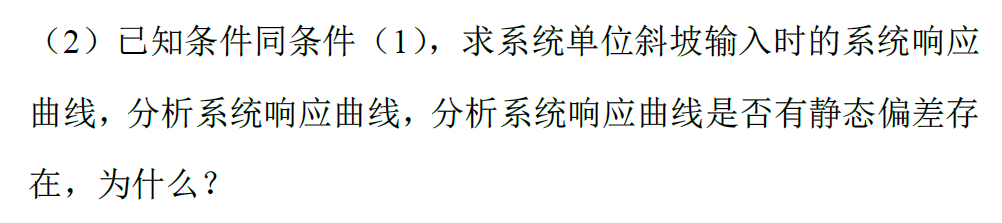 （2）已知条件同条件（1），求系统单位斜坡输入时的系统响应
曲线，分析系统响应曲线，分析系统响应曲线是否有静态偏差存
在，为什么？